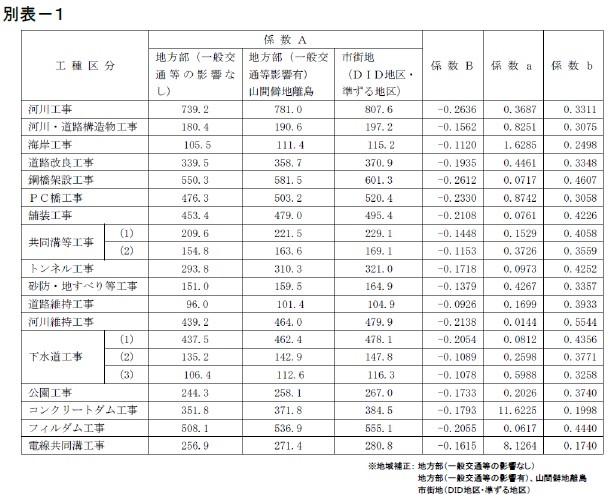 別表－1
工種区分 係数A 係数B 係数a 係数b
地方部（一般交通等の影響なし） 地方部（一般交通等影響有）山間僻地離島 市街地（DID地区・準ずる地区）
河川工事 739.2 781.0 807.6 -0.2636 0.3687 0.3311
河川・道路構造物工事 180.4 190.6 197.2 -0.1562 0.8251 0.3075
海岸工事 105.5 111.4 115.2 -0.1120 1.6285 0.2498
道路改良工事 339.5 358.7 370.9 -0.1935 0.4461 0.3348
鋼橋架設工事 550.3 581.5 601.3 -0.2612 0.0717 0.4607
PC橋工事 476.3 503.2 520.4 -0.2330 0.8742 0.3058
舗装工事 453.4 479.0 495.4 -0.2108 0.0761 0.4226
共同溝等工事 (1) 209.6 221.5 229.1 -0.1448 0.1529 0.4058
(2) 154.8 163.6 169.1 -0.1153 0.3726 0.3559
トンネル工事 293.8 310.3 321.0 -0.1718 0.0973 0.4252
砂防・地すべり等工事 151.0 159.5 164.9 -0.1379 0.4267 0.3357
道路維持工事 96.0 101.4 104.9 -0.0926 0.1699 0.3933
河川維持工事 439.2 464.0 479.9 -0.2138 0.0144 0.5544
下水道工事 (1) 437.5 462.4 478.1 -0.2054 0.0812 0.4356
(2) 135.2 142.9 147.8 -0.1089 0.2598 0.3771
(3) 106.4 112.6 116.3 -0.1078 0.5988 0.3258
公園工事 244.3 258.1 267.0 -0.1733 0.2026 0.3740
コンクリートダム工事 351.8 371.8 384.5 -0.1793 11.6225 0.1998
フィルダム工事 508.1 536.9 555.1 -0.2055 0.0617 0.4440
電線共同溝工事 256.9 271.4 280.8 -0.1615 8.1264 0.1740
※地域補正：地方部（一般交通等の影響なし）
地方部（一般交通等の影響有）、山間僻地離島
市街地（DID地区・準ずる地区）